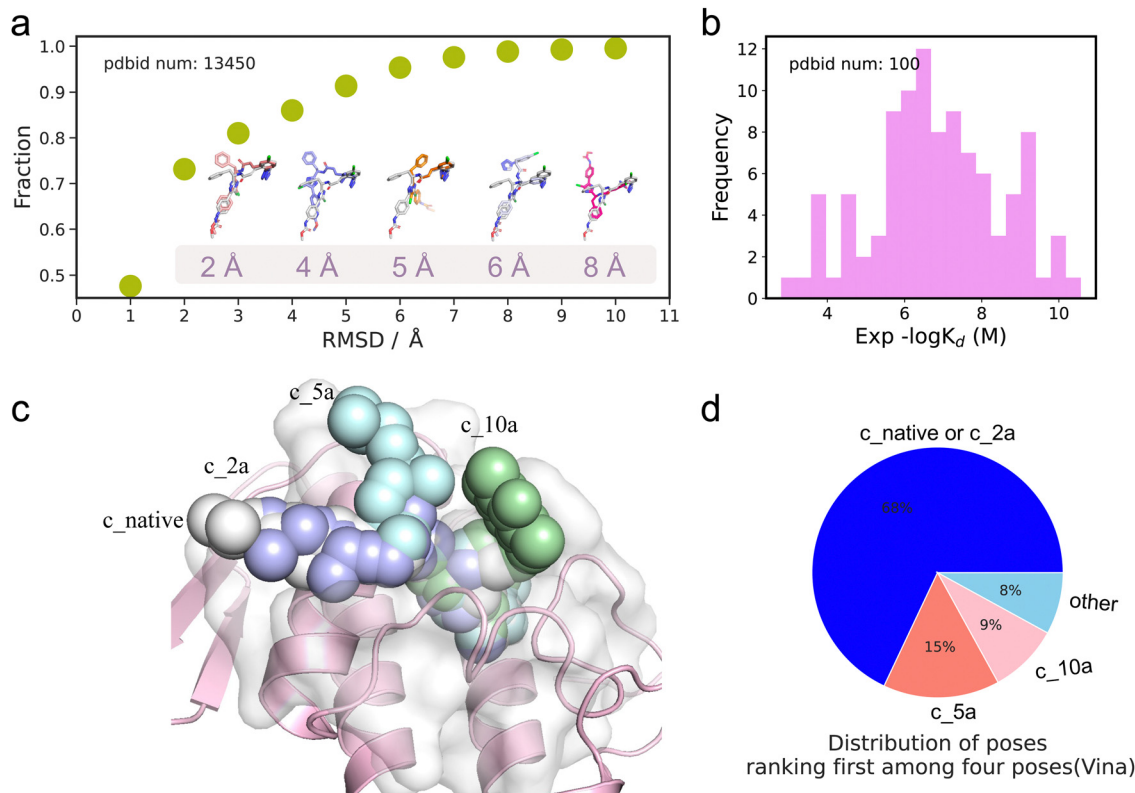 a
pdbid num: 13450
1.0
0.9
0.8
0.7
0.6
0.5
Fraction
2 Å 4 Å 5 Å 6 Å 8 Å
0 1 2 3 4 5 6 7 8 9 10 11
RMSD / Å
b
pdbid num: 100
12
10
8
6
4
2
0
Frequency
4 6 8 10
Exp -logK_d (M)
c
c_5a
c_10a
c_2a
c_native
d
c_native or c_2a
68%
8%
other
9%
c_10a
15%
c_5a
Distribution of poses
ranking first among four poses(Vina)